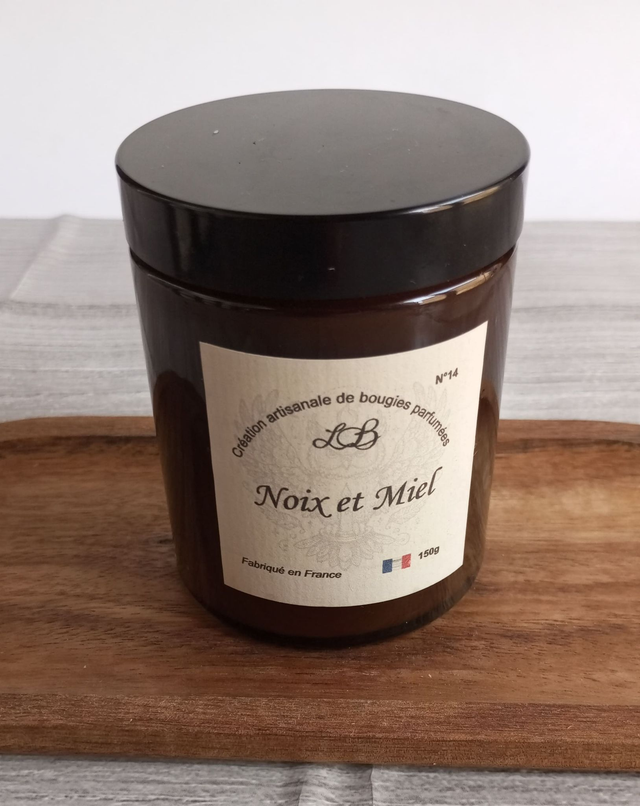 N°14
Création artisanale de bougies parfumées
LB
Noix et Miel
Fabriqué en France
150g